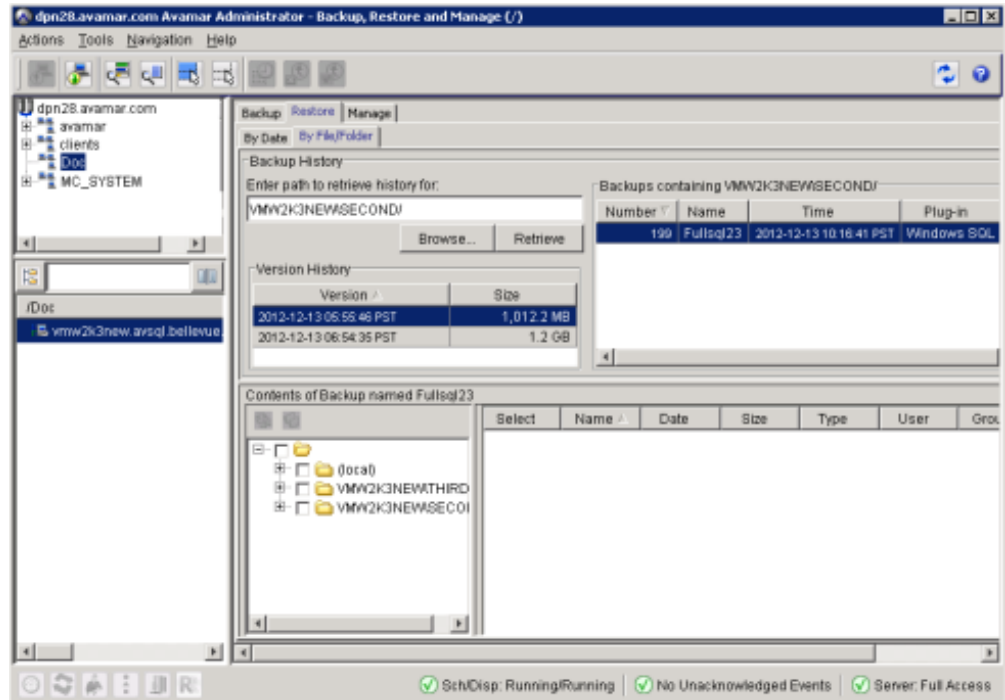 dpn28.avamar.com Avamar Administrator - Backup, Restore and Manage (/)
Actions Tools Navigation Help
dpn28.avamar.com
avamar
clients
Doc
MC_SYSTEM
/Doc
vmw2k3new.avsql.bellevue.
Backup Restore Manage
By Date By File/Folder
Backup History
Enter path to retrieve history for:
VMW2K3NEW\SECOND/
Browse... Retrieve
Version History
Version Size
2012-12-13 05:55:46 PST 1,012.2 MB
2012-12-13 06:54:35 PST 1.2 GB
Backups containing VMW2K3NEW\SECOND/
Number Name Time Plug-in
199 Fullsql23 2012-12-13 10:16:41 PST Windows SQL
Contents of Backup named Fullsql23
(local)
VMW2K3NEW\THIRD
VMW2K3NEW\SECO
Select Name Date Size Type User Grou
Sch/Disp: Running/Running No Unacknowledged Events Server: Full Access